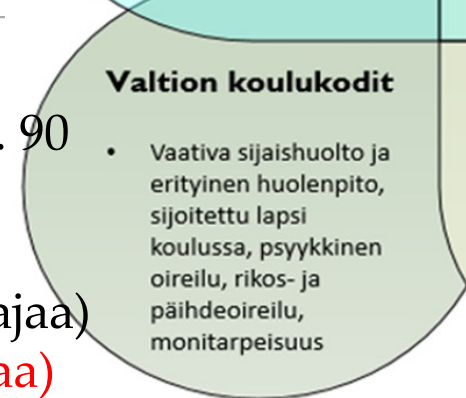 Valtion koulukodit
. 90
• Vaativa sijaishuolto ja
erityinen huolenpito,
sijoitettu lapsi
koulussa, psyykkinen
oireilu, rikos- ja
päihdeoireilu,
monitarpeisuus
ajaa)
aa)